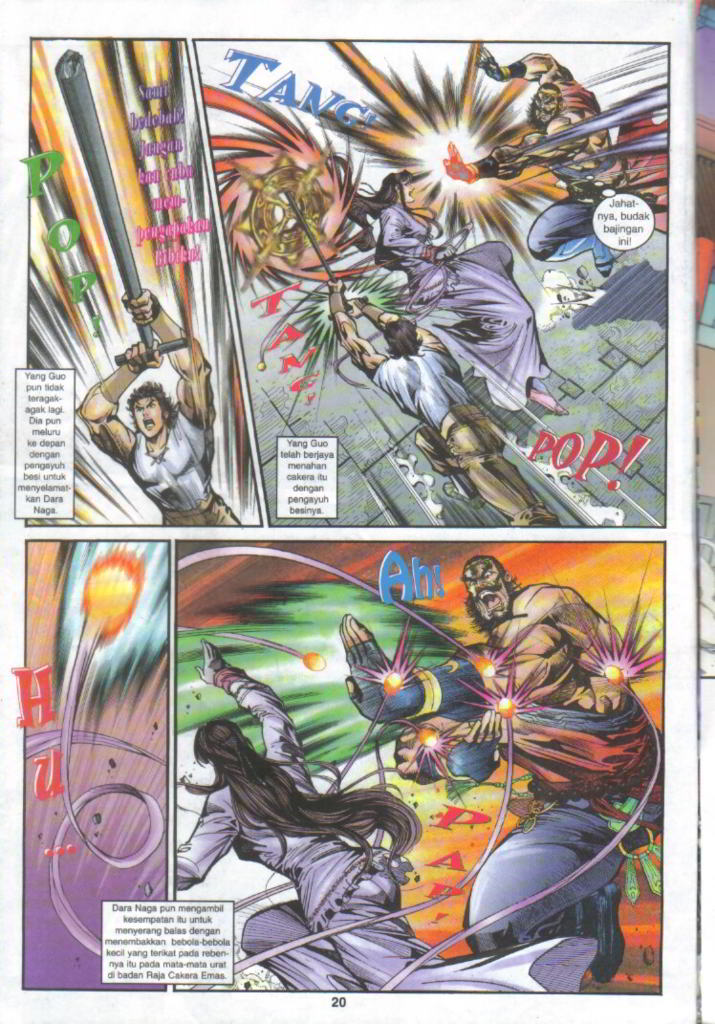 POP!
Sami
bedebah!
Jangan
kau cuba
mem-
pengapakan
Bibiku!
Yang Guo
pun tidak
teragak-
agak lagi.
Dia pun
meluru
ke depan
dengan
pengayuh
besi untuk
menyelamat-
kan Dara
Naga.
TANG!
Jahat-
nya, budak
bajingan
ini!
TANG!
Yang Guo
telah berjaya
menahan
cakera itu
dengan
pengayuh
besinya.
POP!
HU...
Ah!
PAP!
Dara Naga pun mengambil
kesempatan itu untuk
menyerang balas dengan
menembakkan bebola-bebola
kecil yang terikat pada reben-
nya itu pada mata-mata urat
di badan Raja Cakera Emas.
20